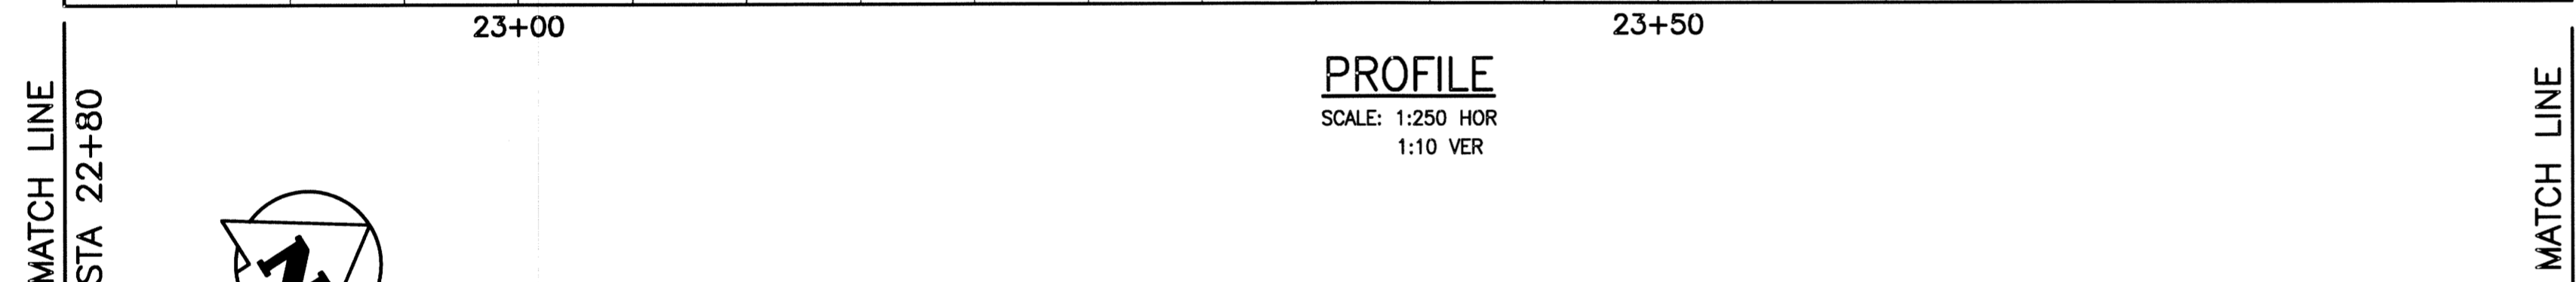 23+00
23+50
PROFILE
SCALE: 1:250 HOR
1:10 VER
MATCH LINE
STA 22+80
MATCH LINE